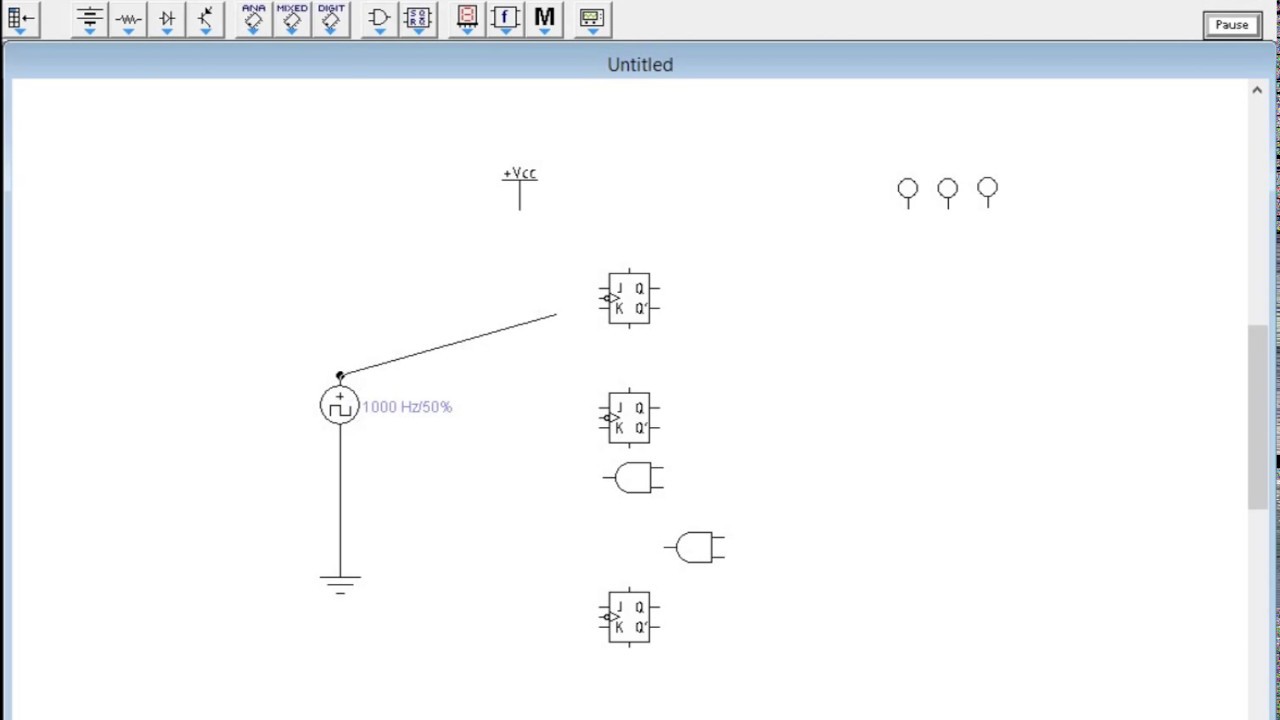 ANA MIXED DIGIT
f M
Pause
Untitled
+Vcc
J Q
K Q'
1000 Hz/50%
+
J Q
K Q'
J Q
K Q'